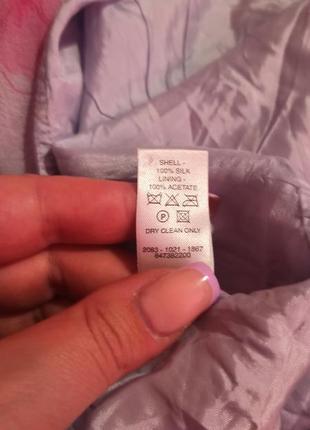 SHELL -
100% SILK
LINING -
100% ACETATE
P
DRY CLEAN ONLY
2083 - 1021 - 1867
847382200